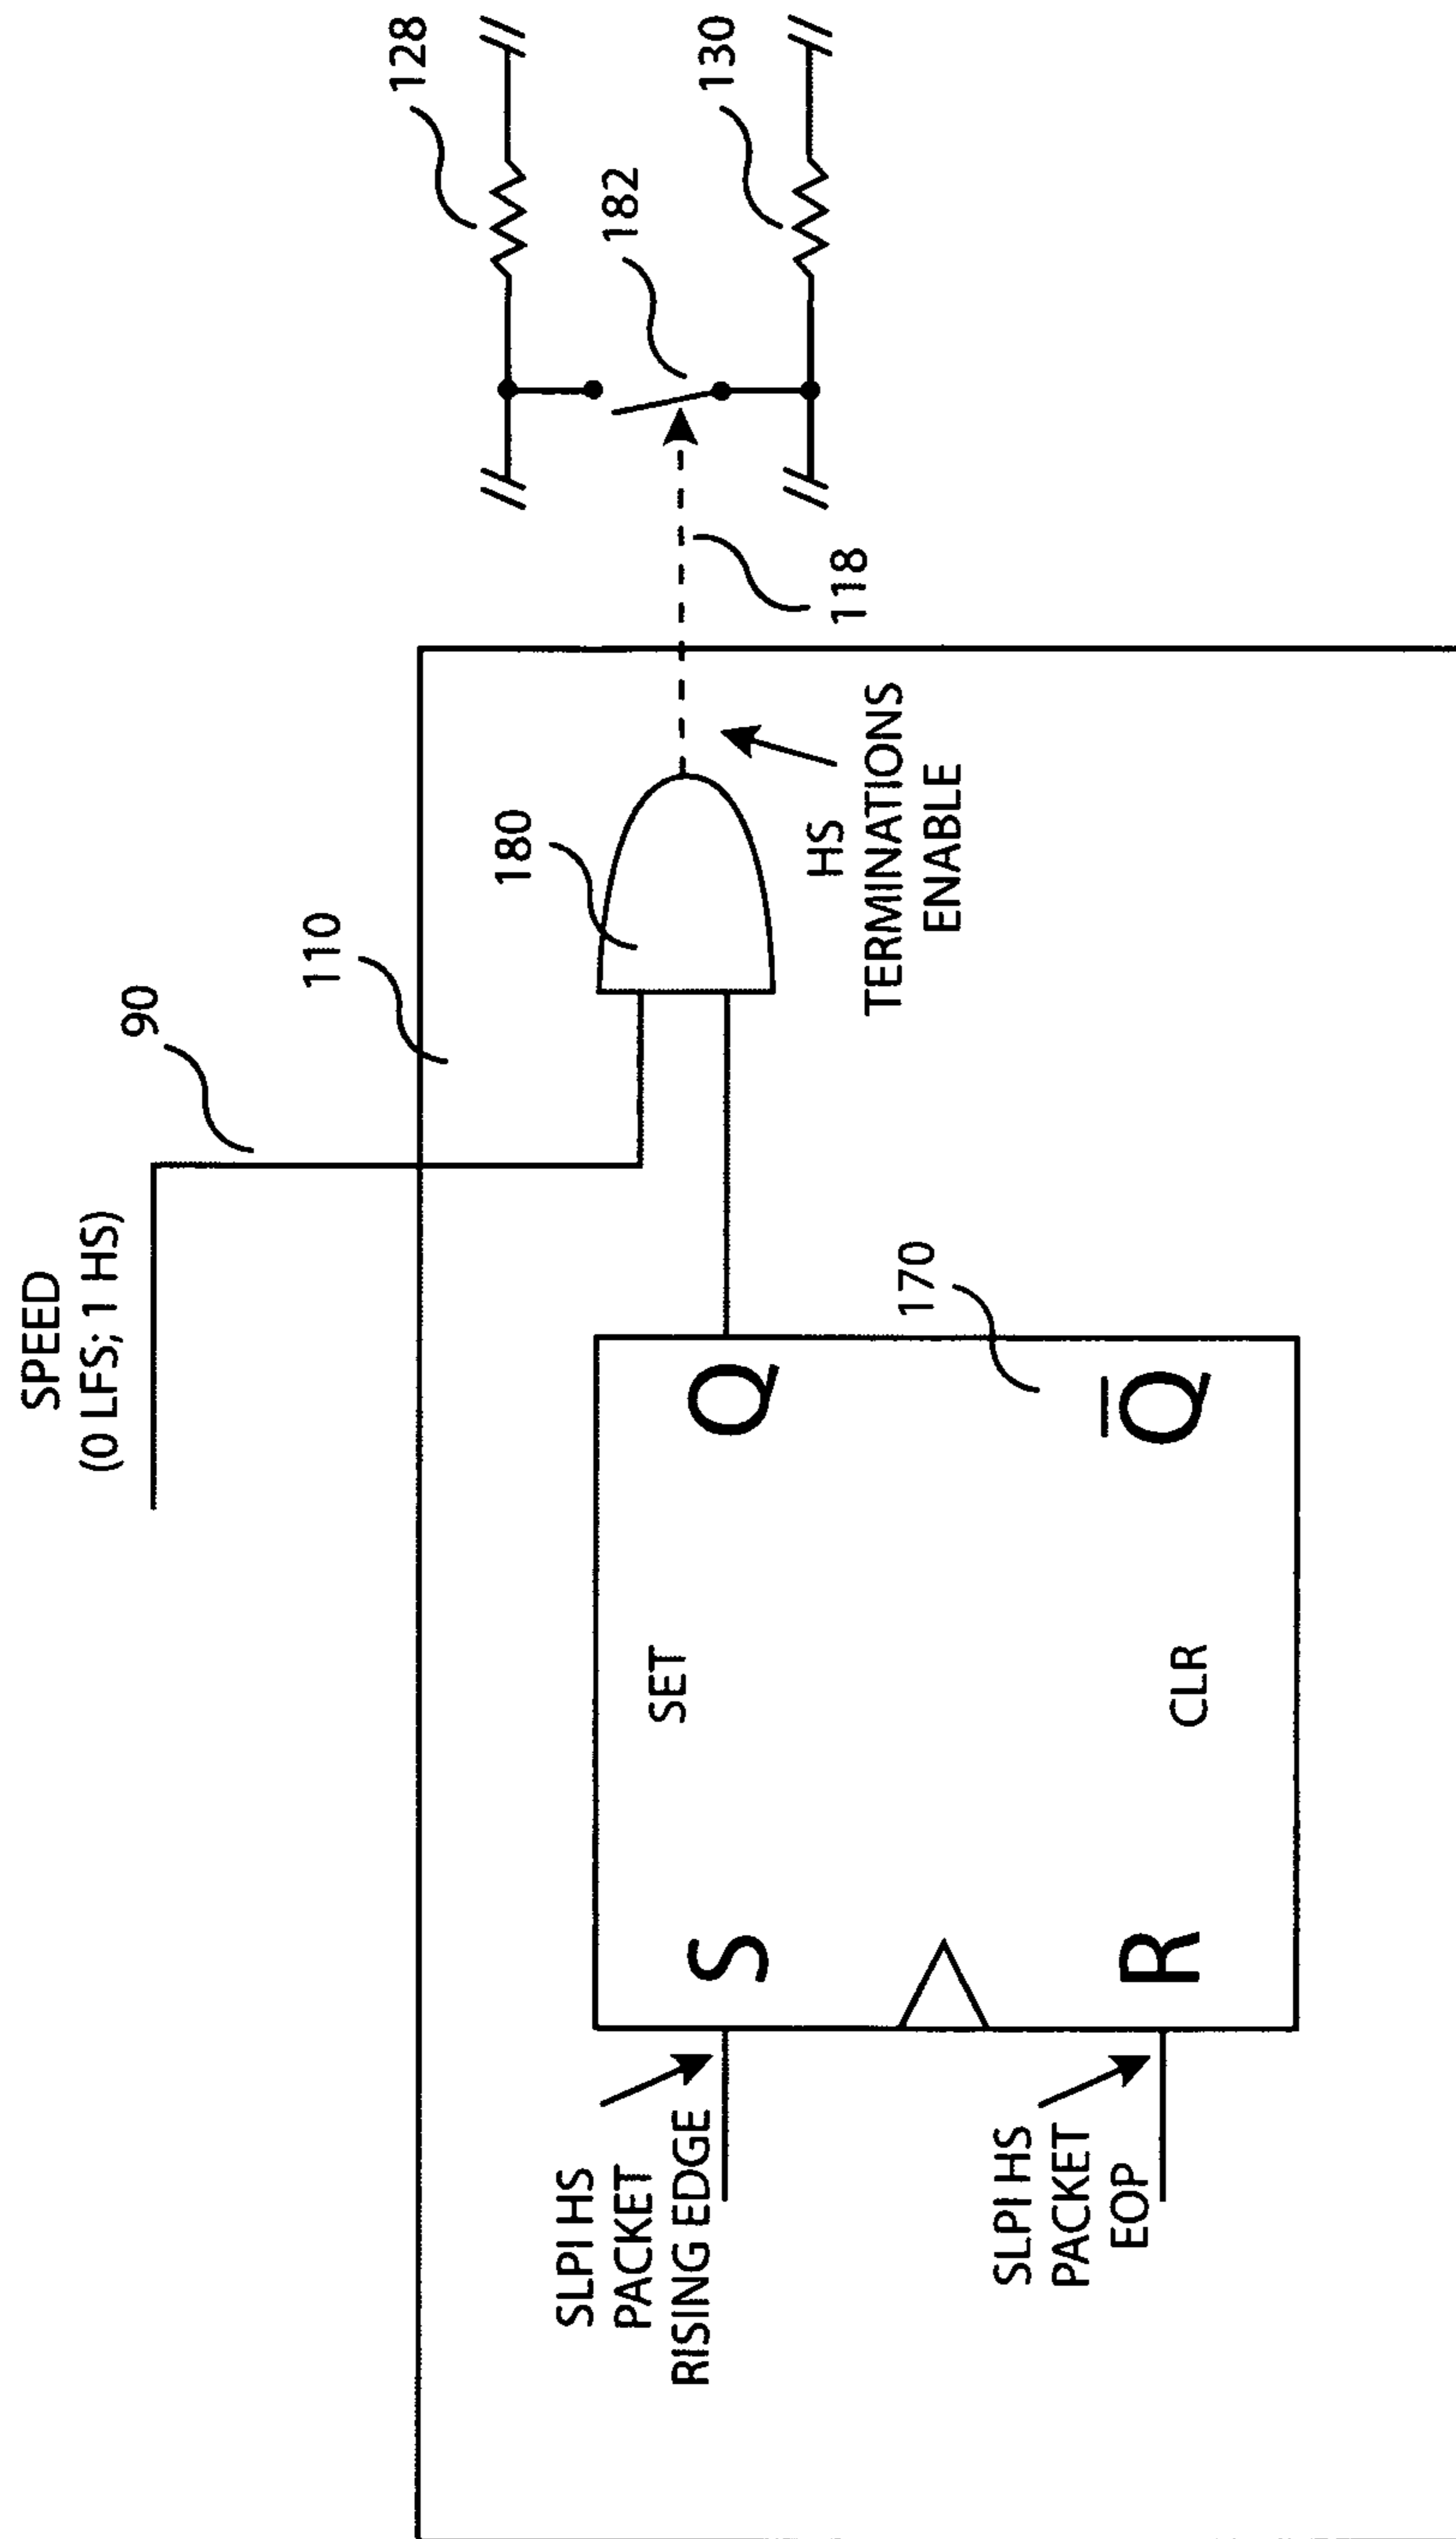 SPEED
(0 LFS; 1 HS)
90
110
128
180
182
130
118
HS
TERMINATIONS
ENABLE
SLPI HS
PACKET
RISING EDGE
S
SET
Q
170
SLPI HS
PACKET
EOP
R
CLR
Q̅